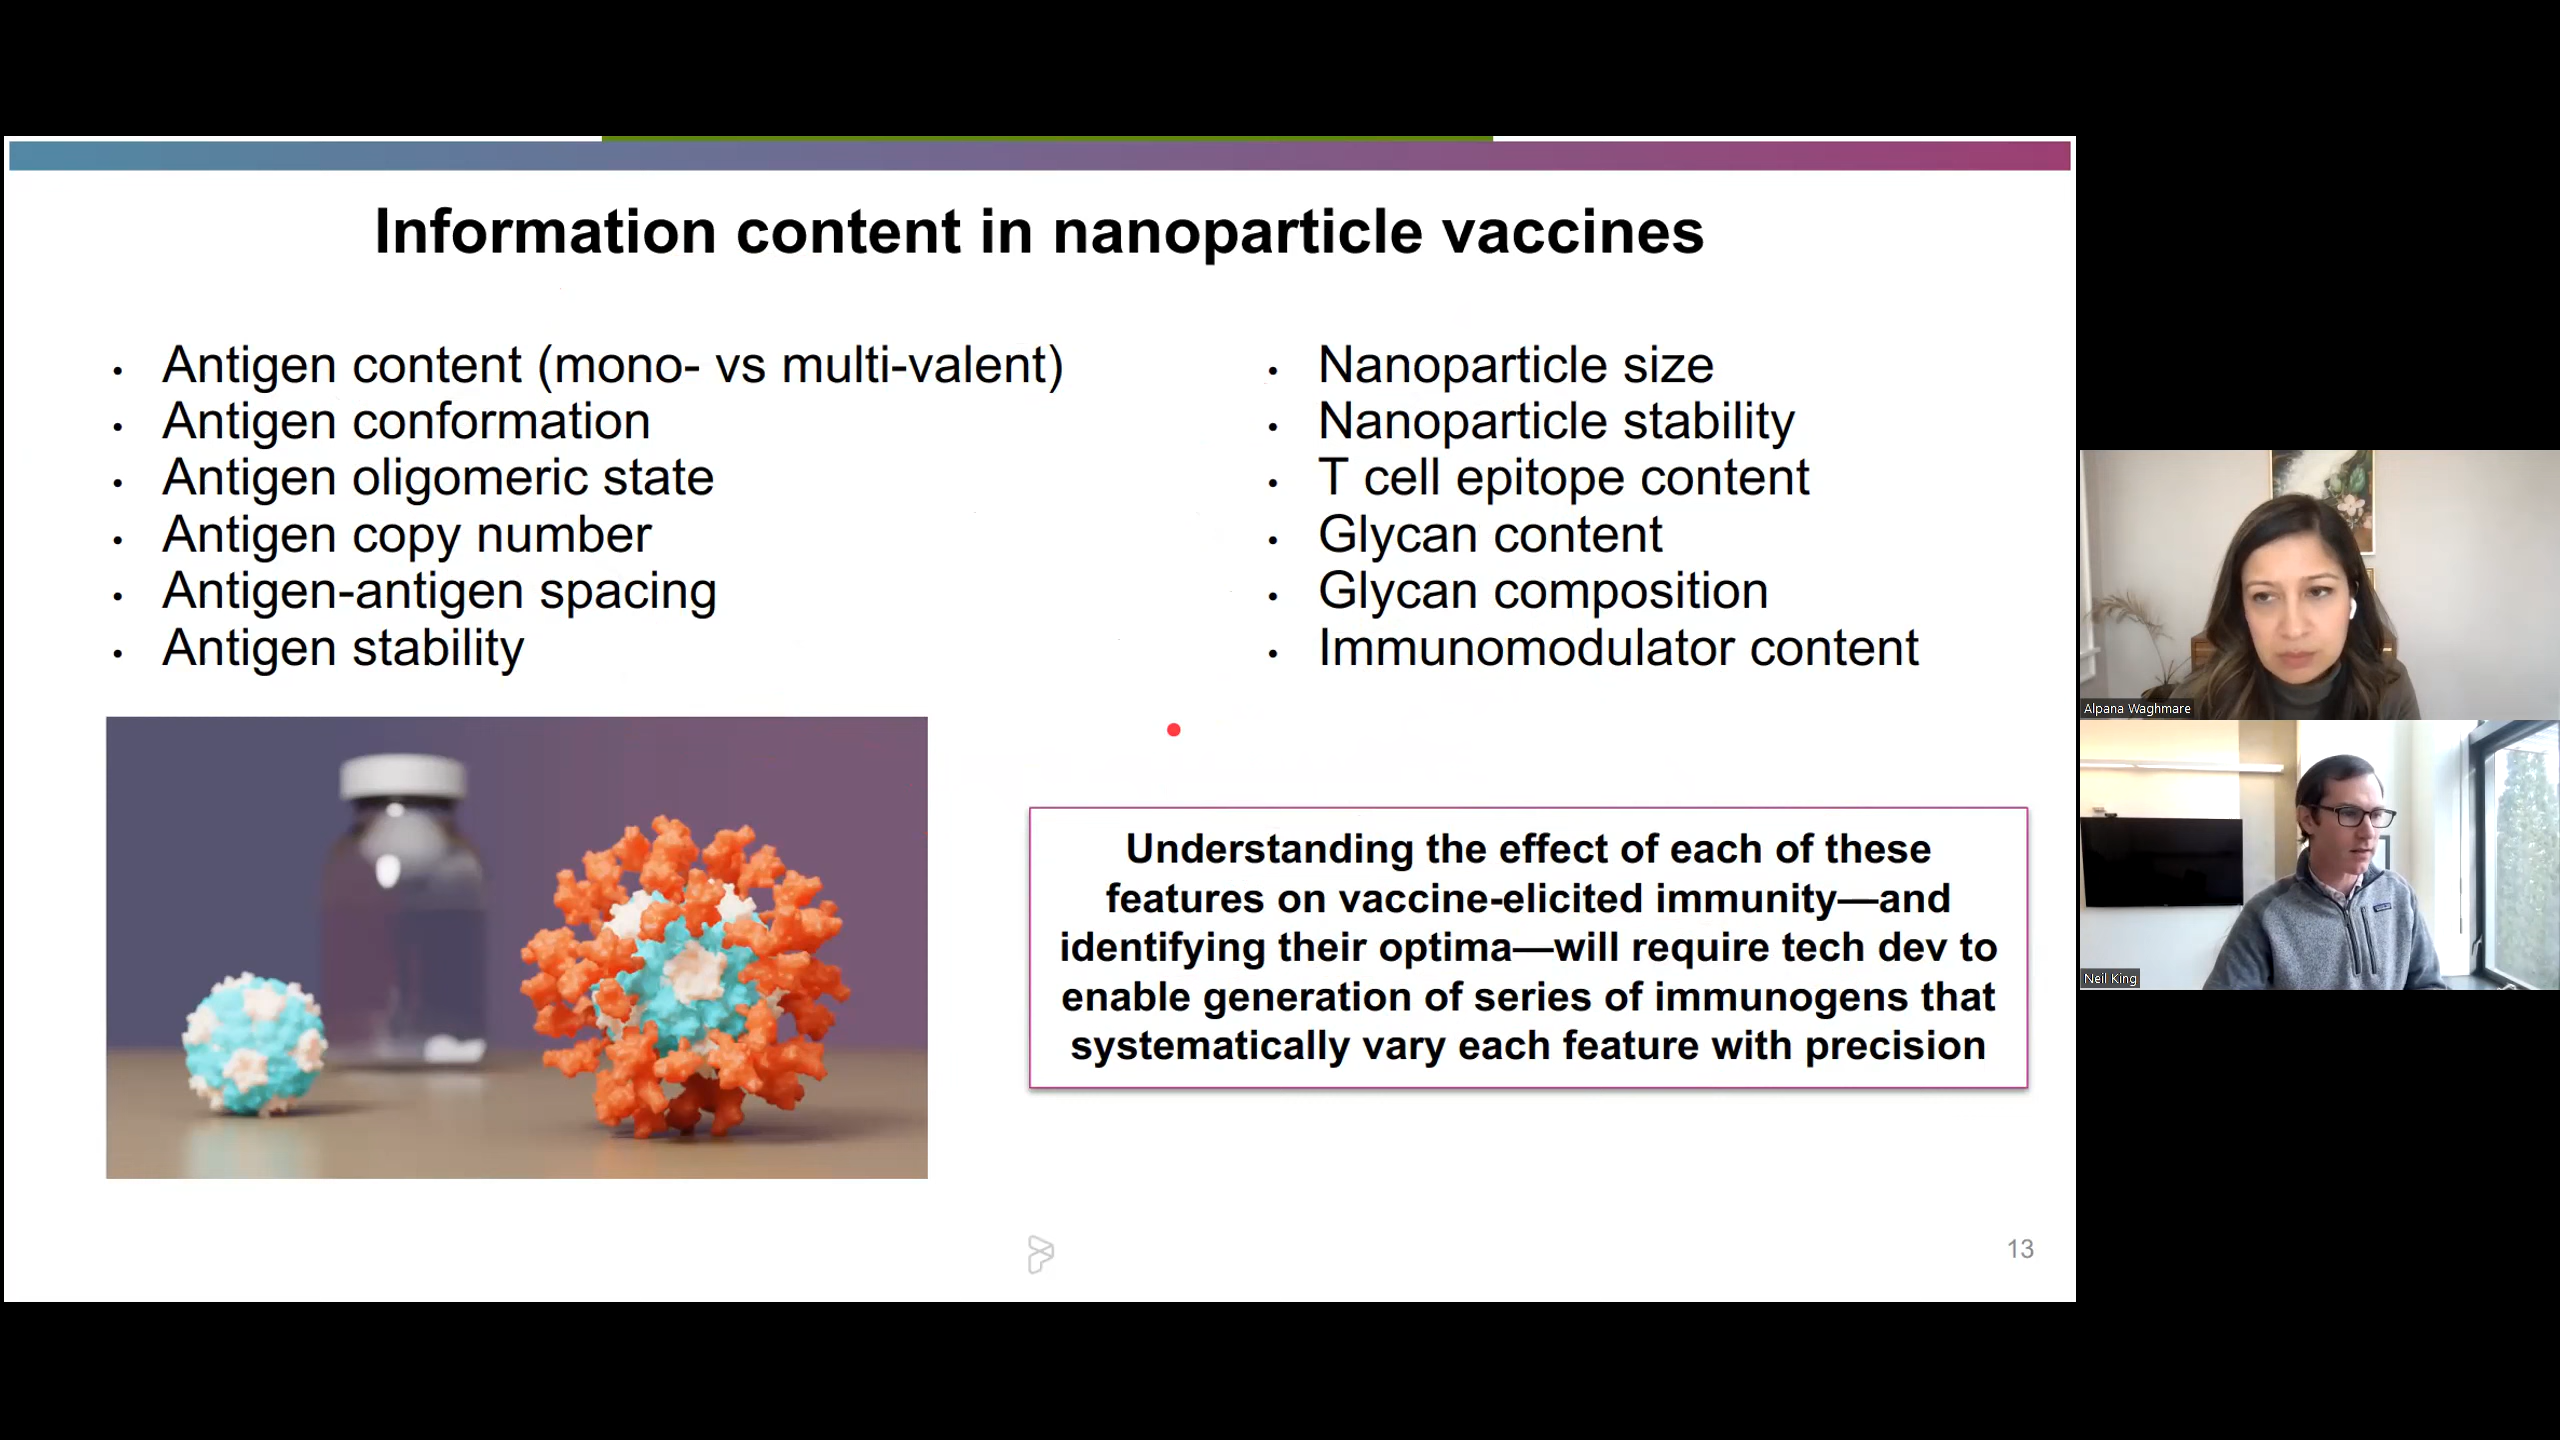 Information content in nanoparticle vaccines
• Antigen content (mono- vs multi-valent)
• Antigen conformation
• Antigen oligomeric state
• Antigen copy number
• Antigen-antigen spacing
• Antigen stability
• Nanoparticle size
• Nanoparticle stability
• T cell epitope content
• Glycan content
• Glycan composition
• Immunomodulator content
Understanding the effect of each of these
features on vaccine-elicited immunity—and
identifying their optima—will require tech dev to
enable generation of series of immunogens that
systematically vary each feature with precision
13
Alpana Waghmare
Neil King